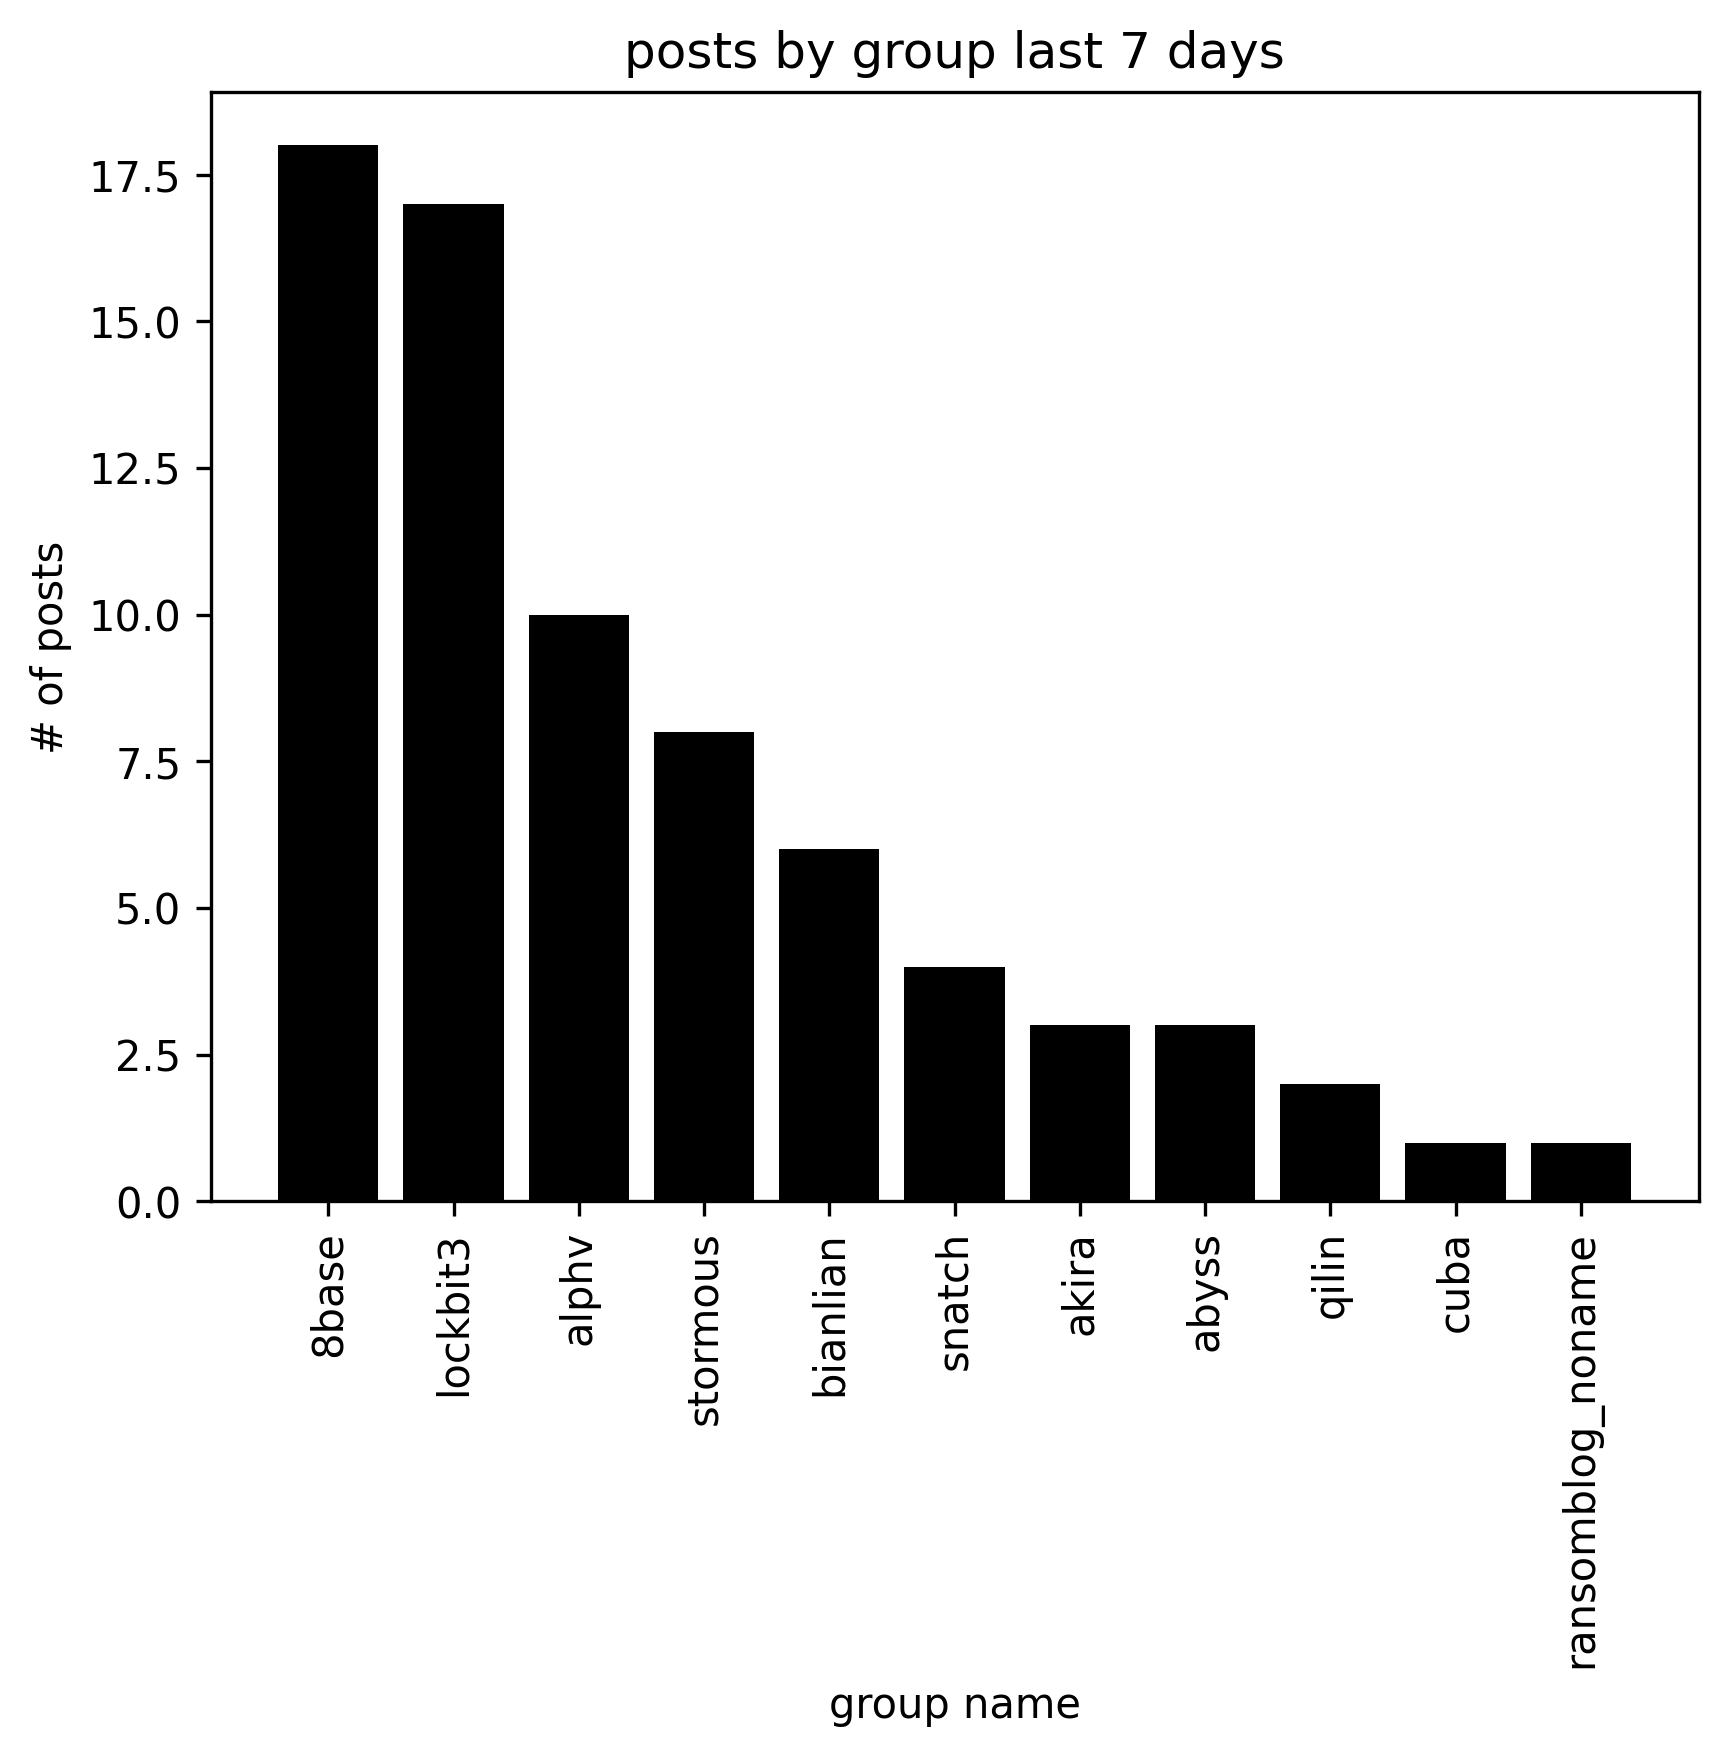 posts by group last 7 days
# of posts
17.5
15.0
12.5
10.0
7.5
5.0
2.5
0.0
8base
lockbit3
alphv
stormous
bianlian
snatch
akira
abyss
qilin
cuba
ransomblog_noname
group name